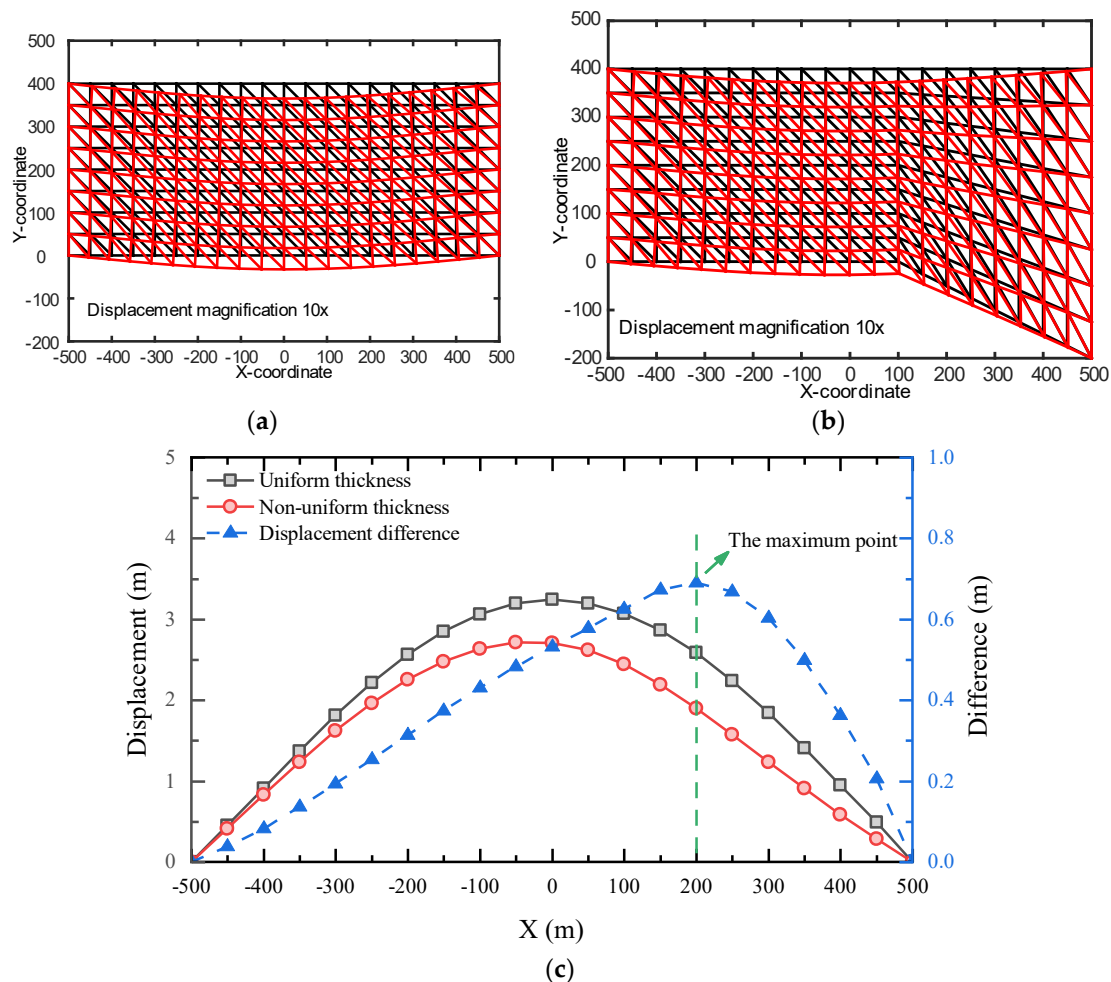 500
400
300
200
100
0
-100
-200
Y-coordinate
Displacement magnification 10x
-500 -400 -300 -200 -100 0 100 200 300 400 500
X-coordinate
(a)
500
400
300
200
100
0
-100
-200
Y-coordinate
Displacement magnification 10x
-500 -400 -300 -200 -100 0 100 200 300 400 500
X-coordinate
(b)
5
4
3
2
1
0
Displacement (m)
Uniform thickness
Non-uniform thickness
Displacement difference
The maximum point
1.0
0.8
0.6
0.4
0.2
0.0
Difference (m)
-500 -400 -300 -200 -100 0 100 200 300 400 500
X (m)
(c)